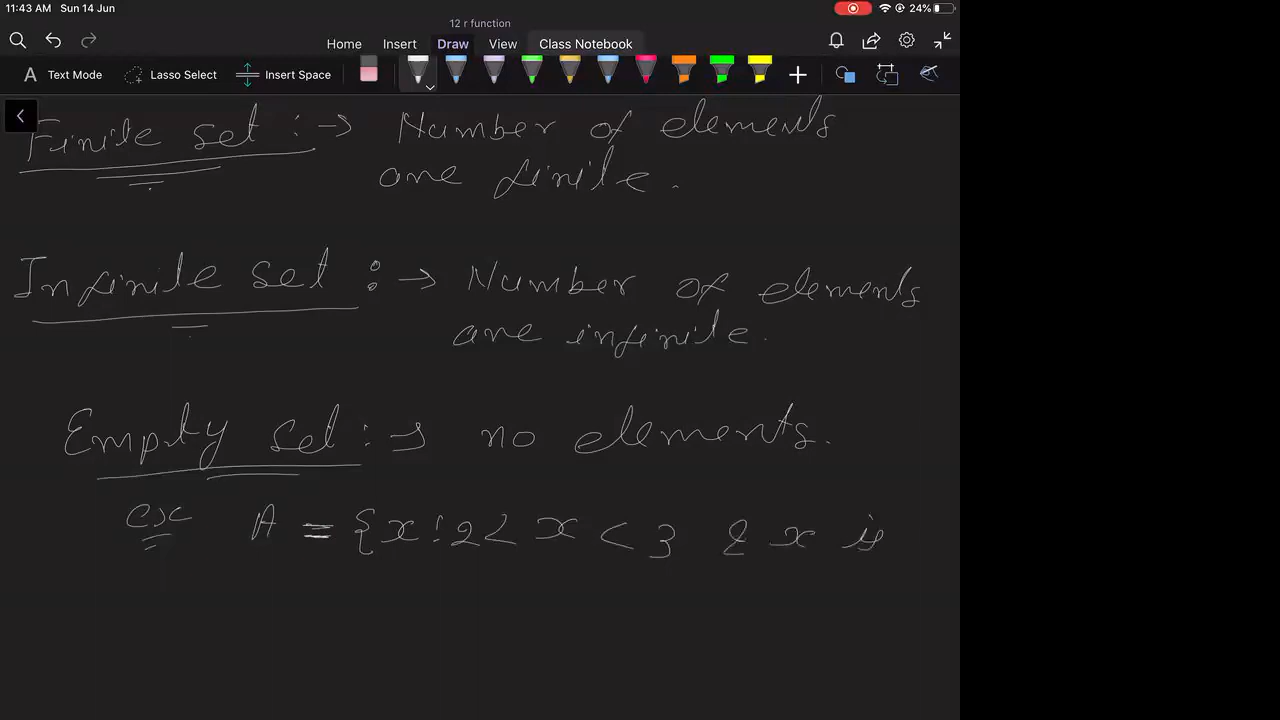 11:43 AM Sun 14 Jun
24%
12 r function
Home Insert Draw View Class Notebook
A Text Mode Lasso Select Insert Space
Finite set :→ Number of elements
are finite.
Infinite set :→ Number of elements
are infinite.
Empty set :→ no elements.
ex A = {x : 2 < x < 3 & x is